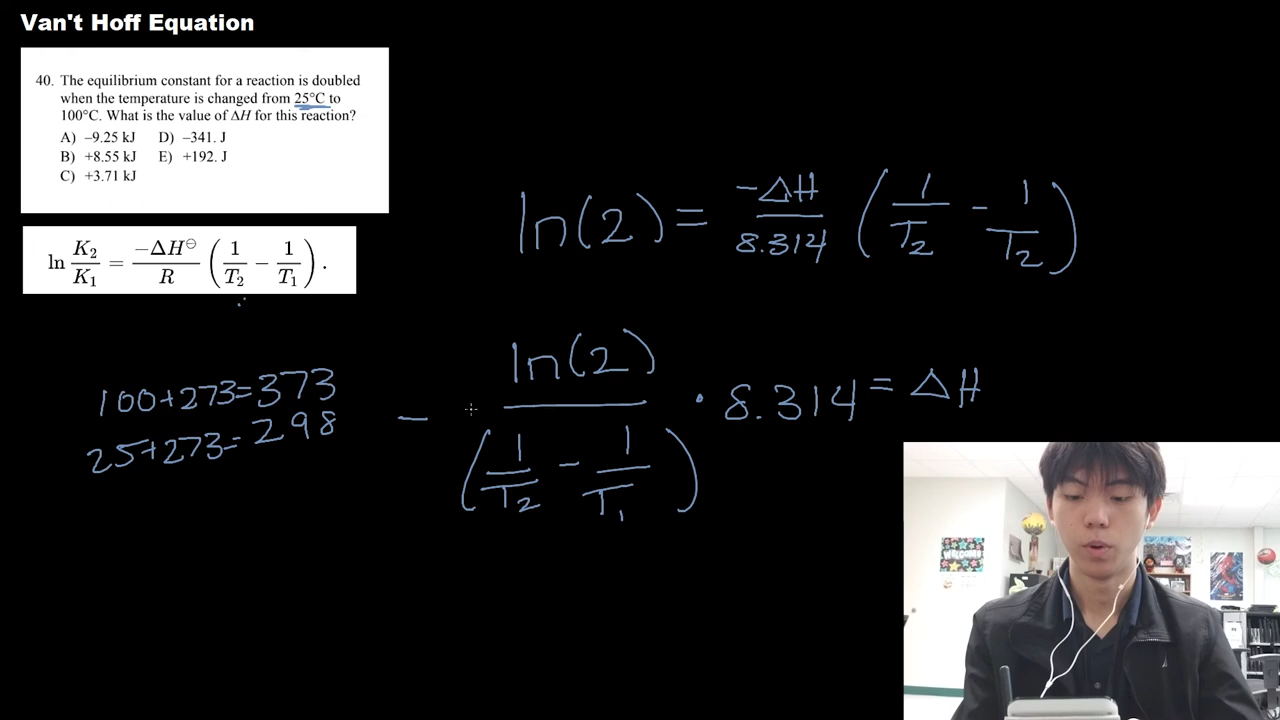 Van't Hoff Equation
40. The equilibrium constant for a reaction is doubled
when the temperature is changed from 25°C to
100°C. What is the value of ΔH for this reaction?
A) –9.25 kJ D) –341. J
B) +8.55 kJ E) +192. J
C) +3.71 kJ
ln K₂/K₁ = –ΔH⊖/R (1/T₂ – 1/T₁).
ln(2) = –ΔH/8.314 (1/T₂ – 1/T₂)
100+273=373
25+273=298
– ln(2)/(1/T₂ – 1/T₁) · 8.314 = ΔH
WELCOME